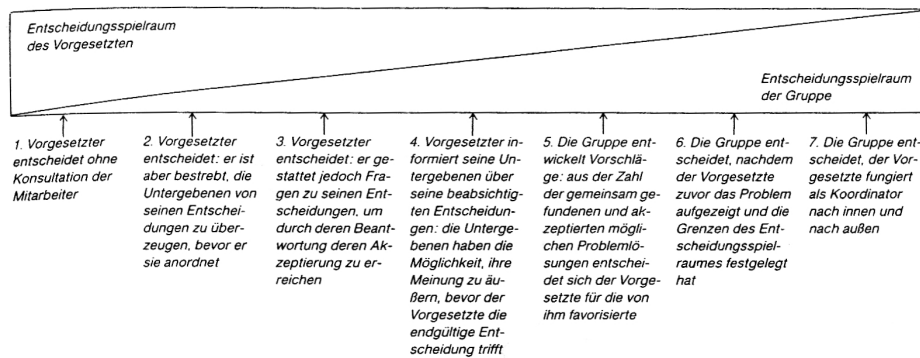 Entscheidungsspielraum
des Vorgesetzten
Entscheidungsspielraum
der Gruppe
1. Vorgesetzter
entscheidet ohne
Konsultation der
Mitarbeiter
2. Vorgesetzter
entscheidet: er ist
aber bestrebt, die
Untergebenen von
seinen Entschei-
dungen zu über-
zeugen, bevor er
sie anordnet
3. Vorgesetzter
entscheidet: er ge-
stattet jedoch Fra-
gen zu seinen Ent-
scheidungen, um
durch deren Beant-
wortung deren Ak-
zeptierung zu er-
reichen
4. Vorgesetzter in-
formiert seine Un-
tergebenen über
seine beabsichtig-
ten Entscheidun-
gen: die Unterge-
benen haben die
Möglichkeit, ihre
Meinung zu äu-
ßern, bevor der
Vorgesetzte die
endgültige Ent-
scheidung trifft
5. Die Gruppe ent-
wickelt Vorschlä-
ge: aus der Zahl
der gemeinsam ge-
fundenen und ak-
zeptierten mögli-
chen Problemlö-
sungen entschei-
det sich der Vorge-
setzte für die von
ihm favorisierte
6. Die Gruppe ent-
scheidet, nachdem
der Vorgesetzte
zuvor das Problem
aufgezeigt und die
Grenzen des Ent-
scheidungsspiel-
raumes festgelegt
hat
7. Die Gruppe ent-
scheidet, der Vor-
gesetzte fungiert
als Koordinator
nach innen und
nach außen